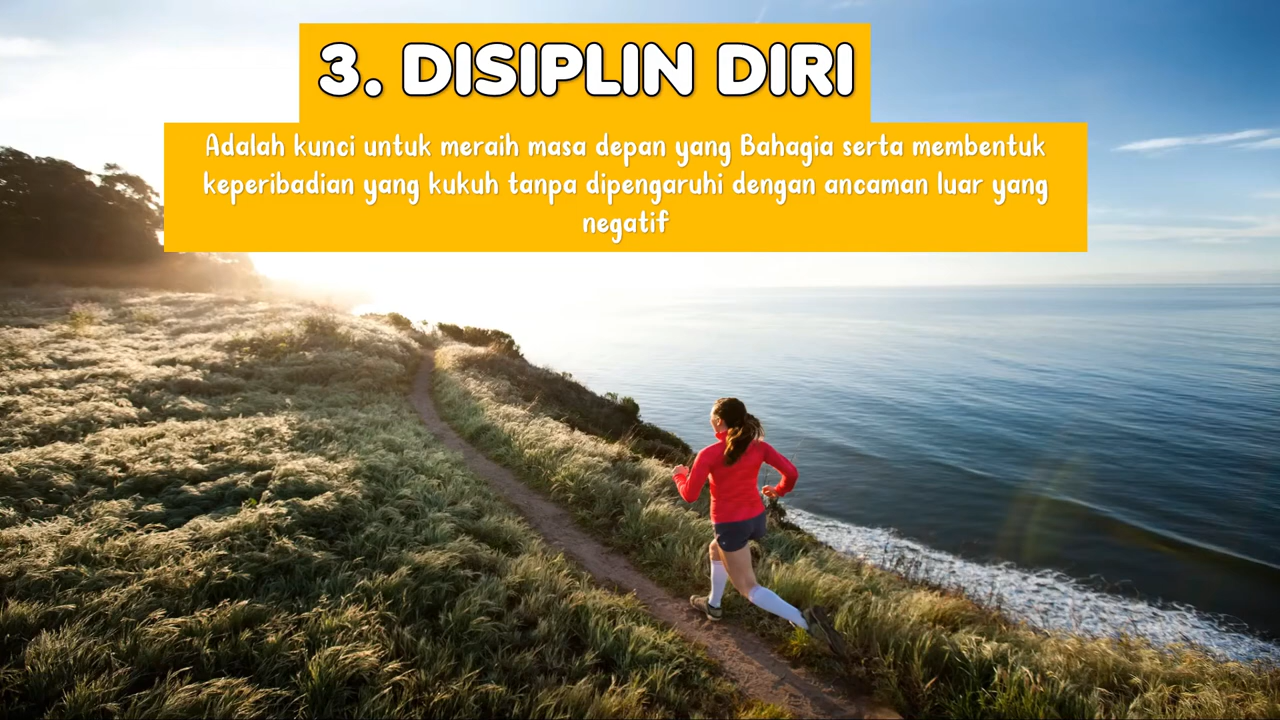 3. DISIPLIN DIRI
Adalah kunci untuk meraih masa depan yang Bahagia serta membentuk
keperibadian yang kukuh tanpa dipengaruhi dengan ancaman luar yang
negatif